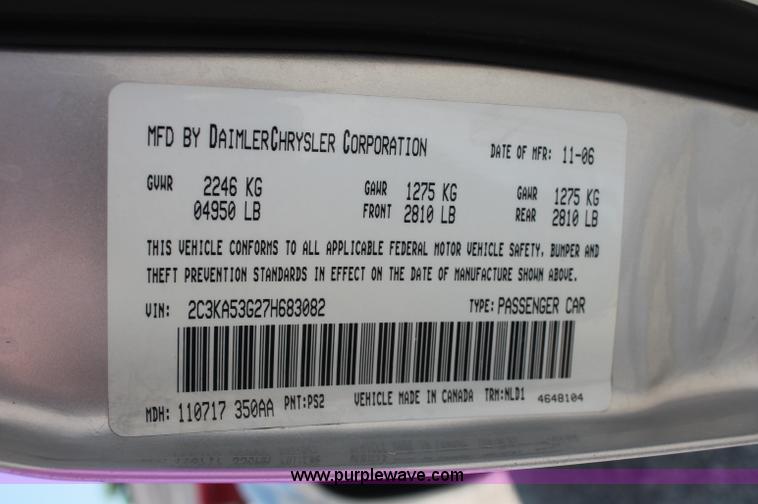 MFD BY DAIMLERCHRYSLER CORPORATION DATE OF MFR: 11-06
GVWR 2246 KG GAWR 1275 KG GAWR 1275 KG
04950 LB FRONT 2810 LB REAR 2810 LB
THIS VEHICLE CONFORMS TO ALL APPLICABLE FEDERAL MOTOR VEHICLE SAFETY, BUMPER AND
THEFT PREVENTION STANDARDS IN EFFECT ON THE DATE OF MANUFACTURE SHOWN ABOVE.
VIN: 2C3KA53G27H683082 TYPE: PASSENGER CAR
MDH: 110717 350AA PNT:PS2 VEHICLE MADE IN CANADA TRM:NLD1 4648104
www.purplewave.com